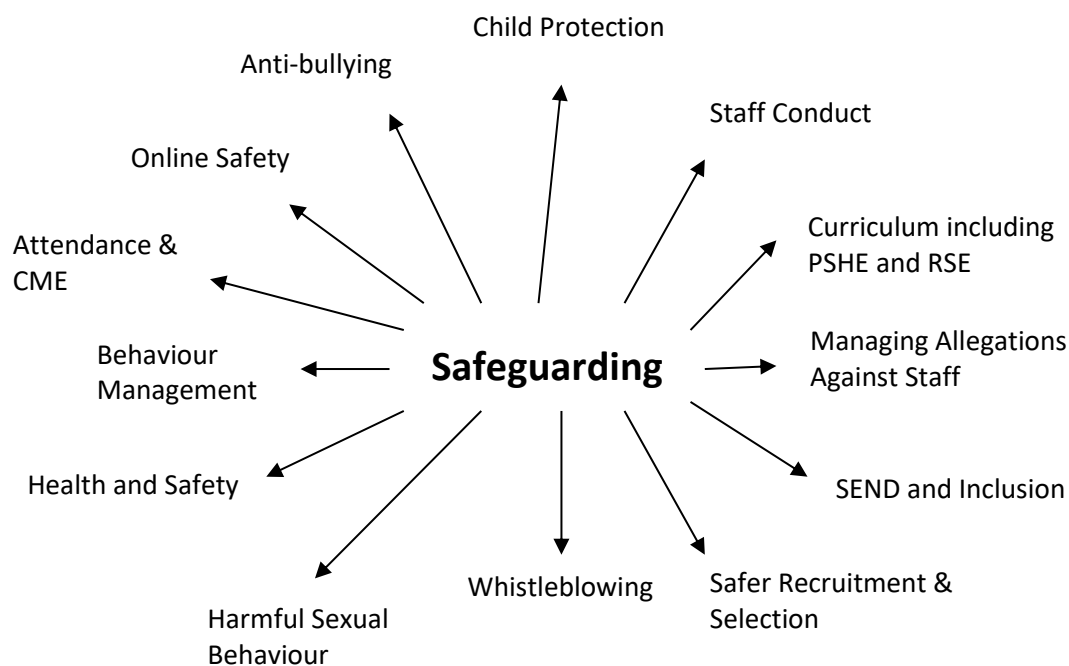 Child Protection
Anti-bullying
Staff Conduct
Online Safety
Curriculum including
PSHE and RSE
Attendance &
CME
Managing Allegations
Against Staff
Behaviour
Management
Safeguarding
Health and Safety
SEND and Inclusion
Whistleblowing
Safer Recruitment &
Selection
Harmful Sexual
Behaviour